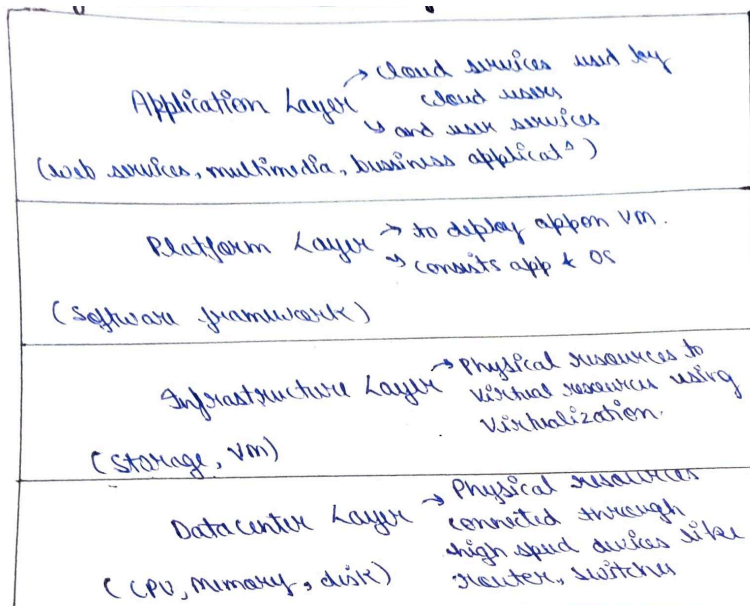 Application Layer → cloud services used by
cloud users
↘ and user services
(web services, multimedia, bussiness applicatˢ)
Platform Layer → to deploy app on VM.
→ consists app & OS
(Software framework)
Infrastructure Layer → Physical resources to
virtual resources using
virtualization.
(Storage, VM)
Datacenter Layer → Physical resources
connected through
high speed devices like
router, switches
(CPU, Memory, disk)